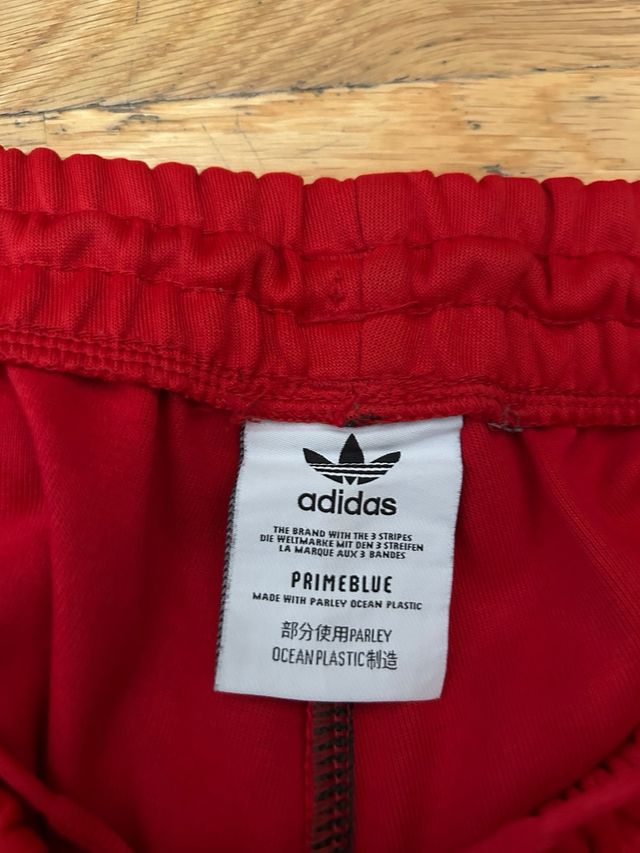 adidas
THE BRAND WITH THE 3 STRIPES
DIE WELTMARKE MIT DEN 3 STREIFEN
LA MARQUE AUX 3 BANDES
PRIMEBLUE
MADE WITH PARLEY OCEAN PLASTIC
部分使用PARLEY
OCEAN PLASTIC制造